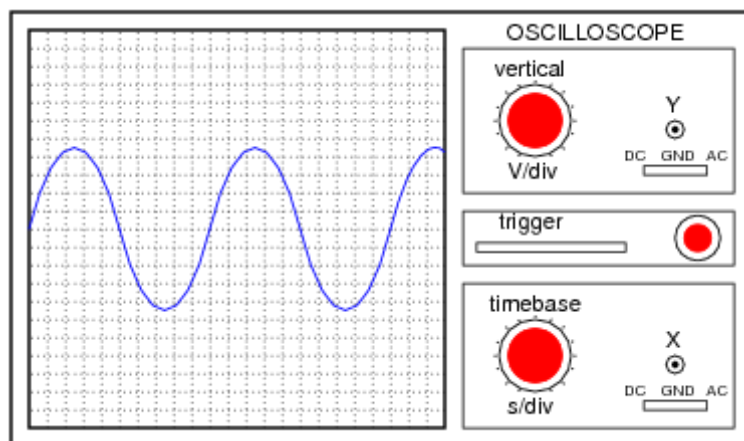 OSCILLOSCOPE
vertical
Y
DC GND AC
V/div
trigger
timebase
X
DC GND AC
s/div